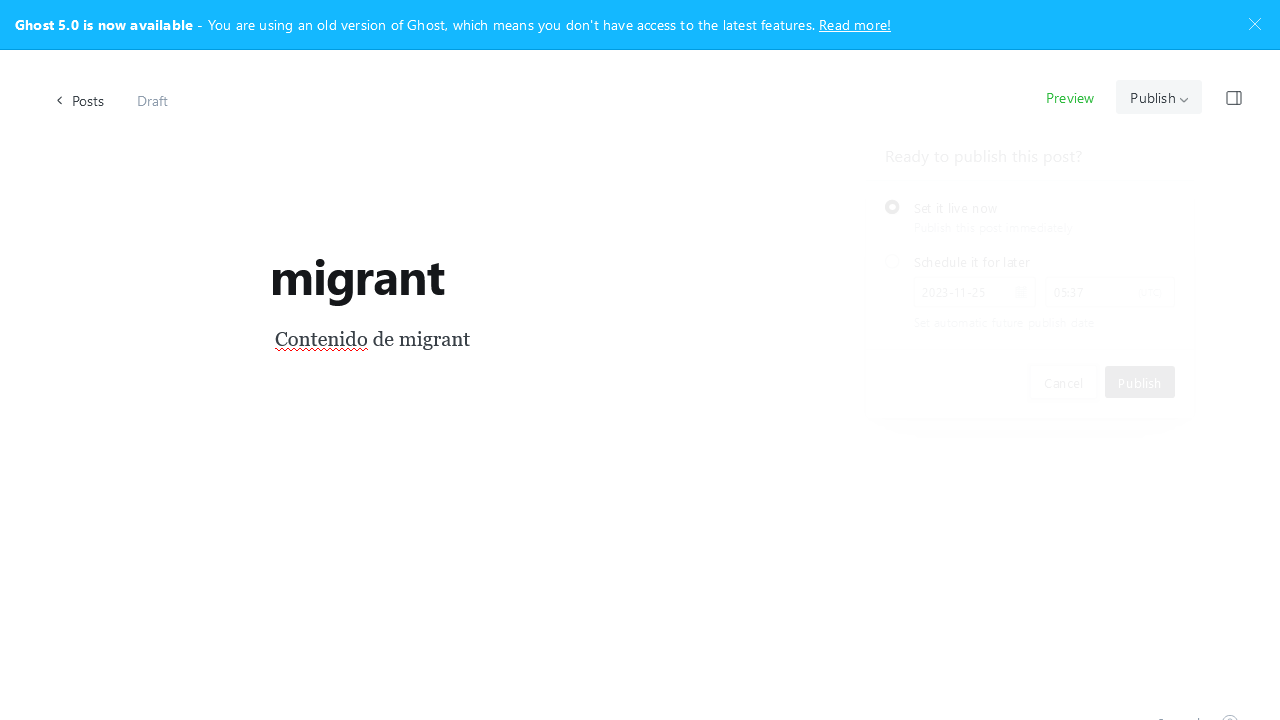 Ghost 5.0 is now available - You are using an old version of Ghost, which means you don't have access to the latest features. Read more!
Posts Draft Preview Publish
Ready to publish this post?
Set it live now
Publish this post immediately
Schedule it for later
2023-11-25 05:37
Set automatic future publish date
Cancel Publish
migrant
Contenido de migrant